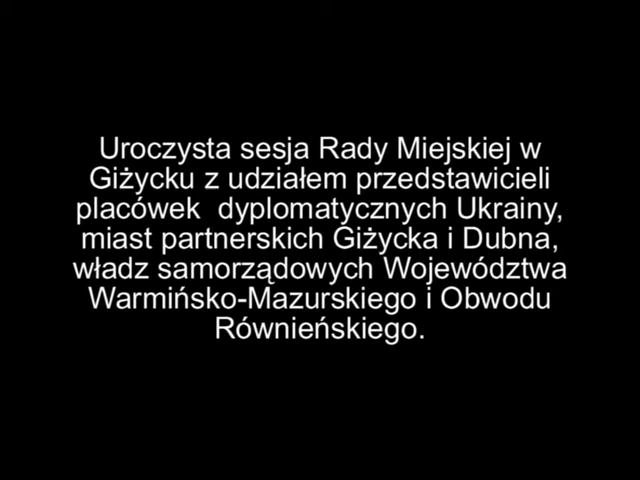 Uroczysta sesja Rady Miejskiej w
Giżycku z udziałem przedstawicieli
placówek  dyplomatycznych Ukrainy,
miast partnerskich Giżycka i Dubna,
władz samorządowych Województwa
Warmińsko-Mazurskiego i Obwodu
Równieńskiego.